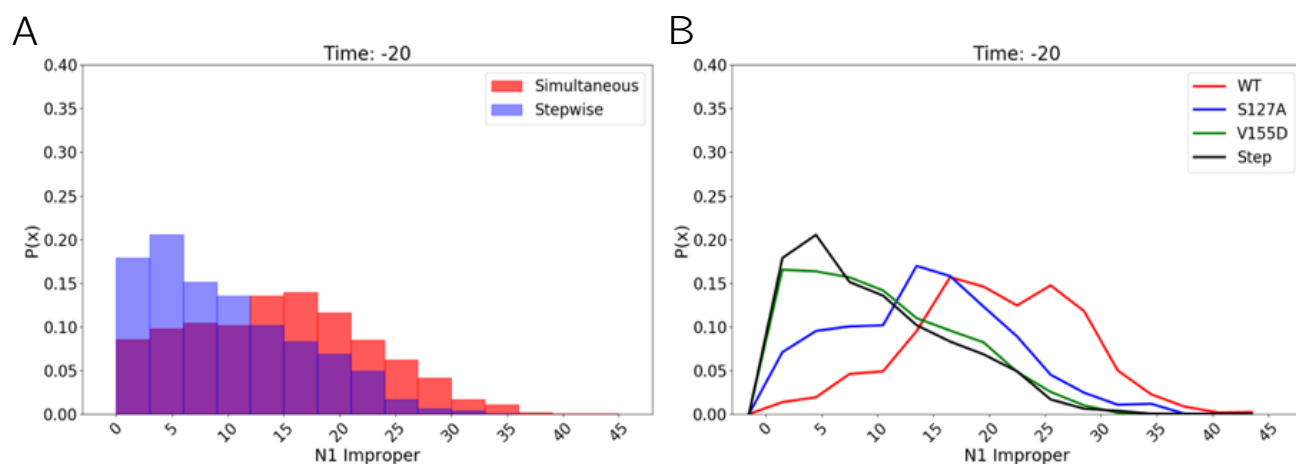 A
Time: -20
P(x)
0.40
0.35
0.30
0.25
0.20
0.15
0.10
0.05
0.00
Simultaneous
Stepwise
0 5 10 15 20 25 30 35 40 45
N1 Improper
B
Time: -20
P(x)
0.40
0.35
0.30
0.25
0.20
0.15
0.10
0.05
0.00
WT
S127A
V155D
Step
0 5 10 15 20 25 30 35 40 45
N1 Improper